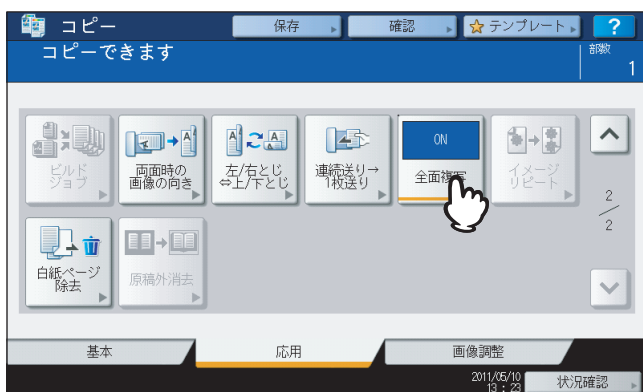 コピー
保存
確認
テンプレート
?
コピーできます
部数
1
ビルド
ジョブ
両面時の
画像の向き
左/右とじ
⇔上/下とじ
連続送り→
1枚送り
ON
全面複写
イメージ
リピート
2
2
白紙ページ
除去
原稿外消去
基本
応用
画像調整
2011/05/10
13 : 23
状況確認